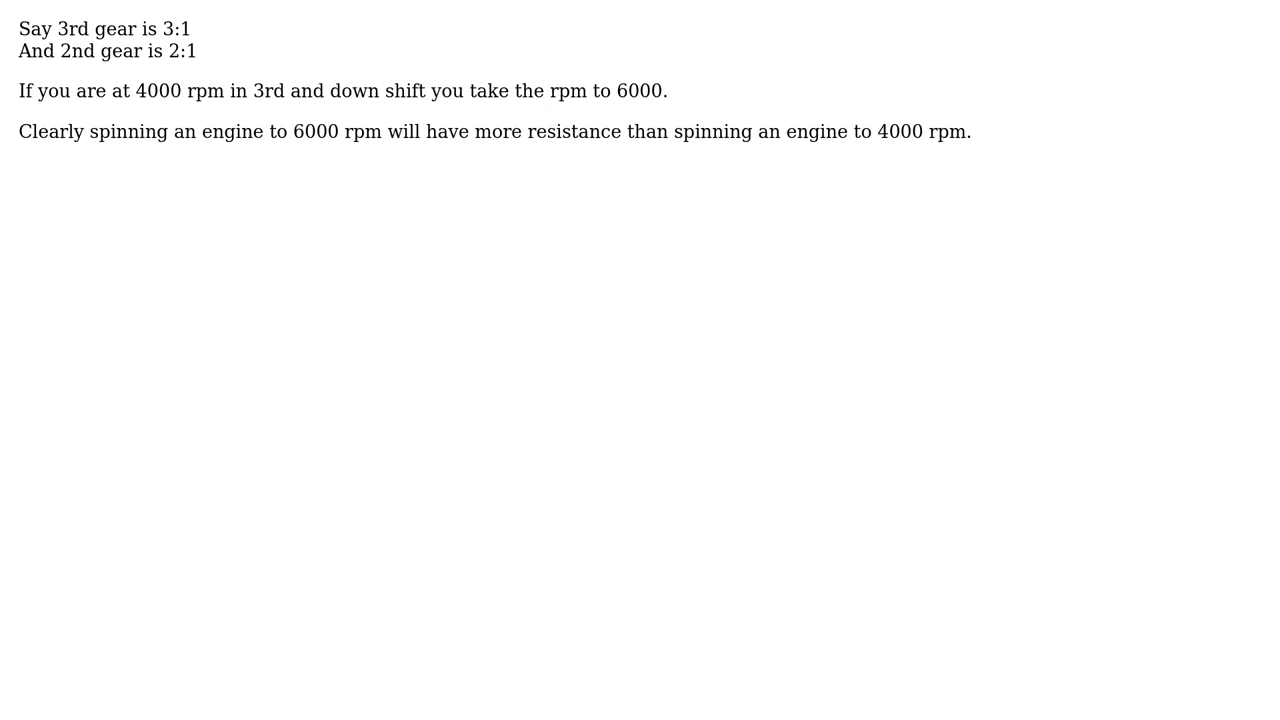 Say 3rd gear is 3:1
And 2nd gear is 2:1
If you are at 4000 rpm in 3rd and down shift you take the rpm to 6000.
Clearly spinning an engine to 6000 rpm will have more resistance than spinning an engine to 4000 rpm.